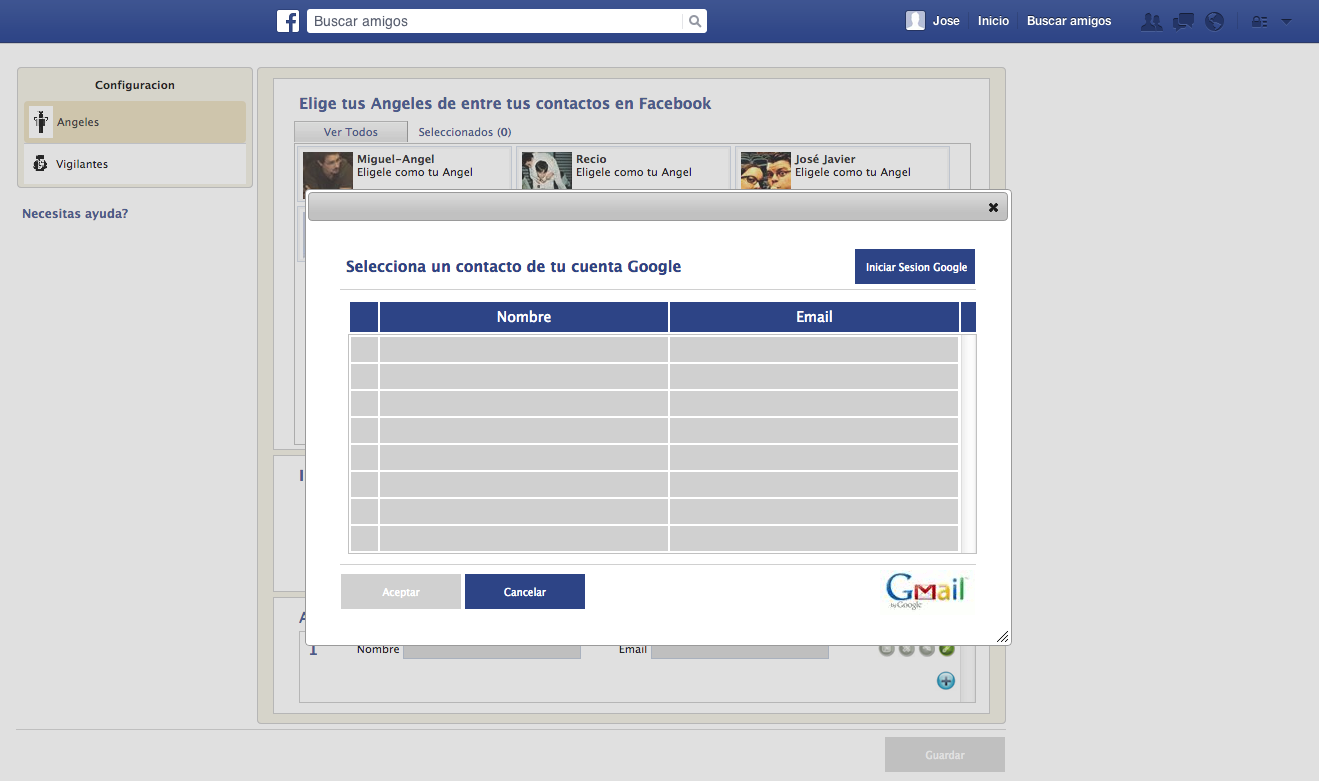 Buscar amigos
Jose Inicio Buscar amigos
Configuracion
Angeles
Vigilantes
Necesitas ayuda?
Elige tus Angeles de entre tus contactos en Facebook
Ver Todos Seleccionados (0)
Miguel-Angel
Eligele como tu Angel
Recio
Eligele como tu Angel
José Javier
Eligele como tu Angel
Selecciona un contacto de tu cuenta Google
Iniciar Sesion Google
Nombre Email
Aceptar Cancelar
Gmail
by Google
1 Nombre Email
Guardar